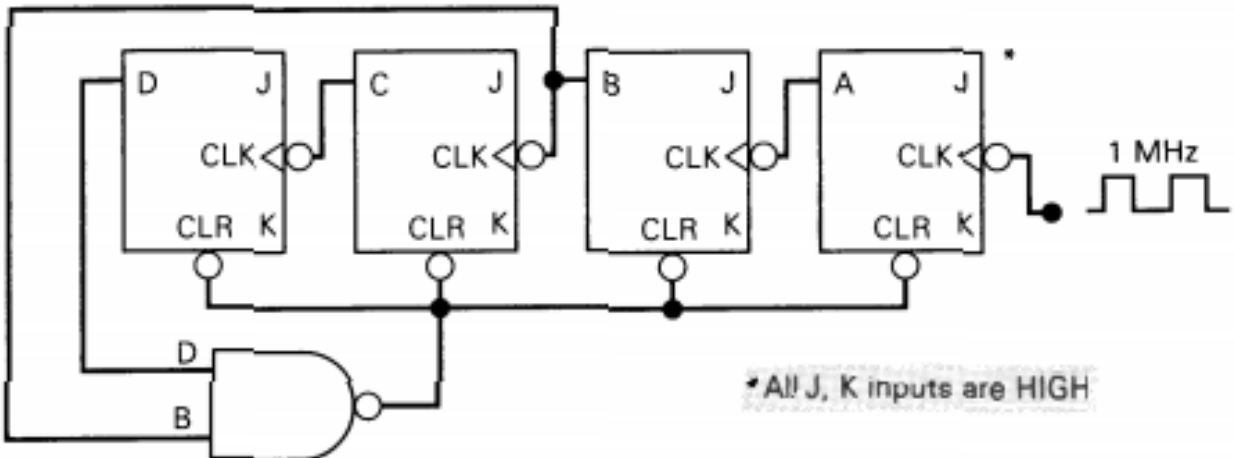 D J C J B J A J *
CLK CLK CLK CLK 1 MHz
CLR K CLR K CLR K CLR K
D
*All J, K inputs are HIGH
B